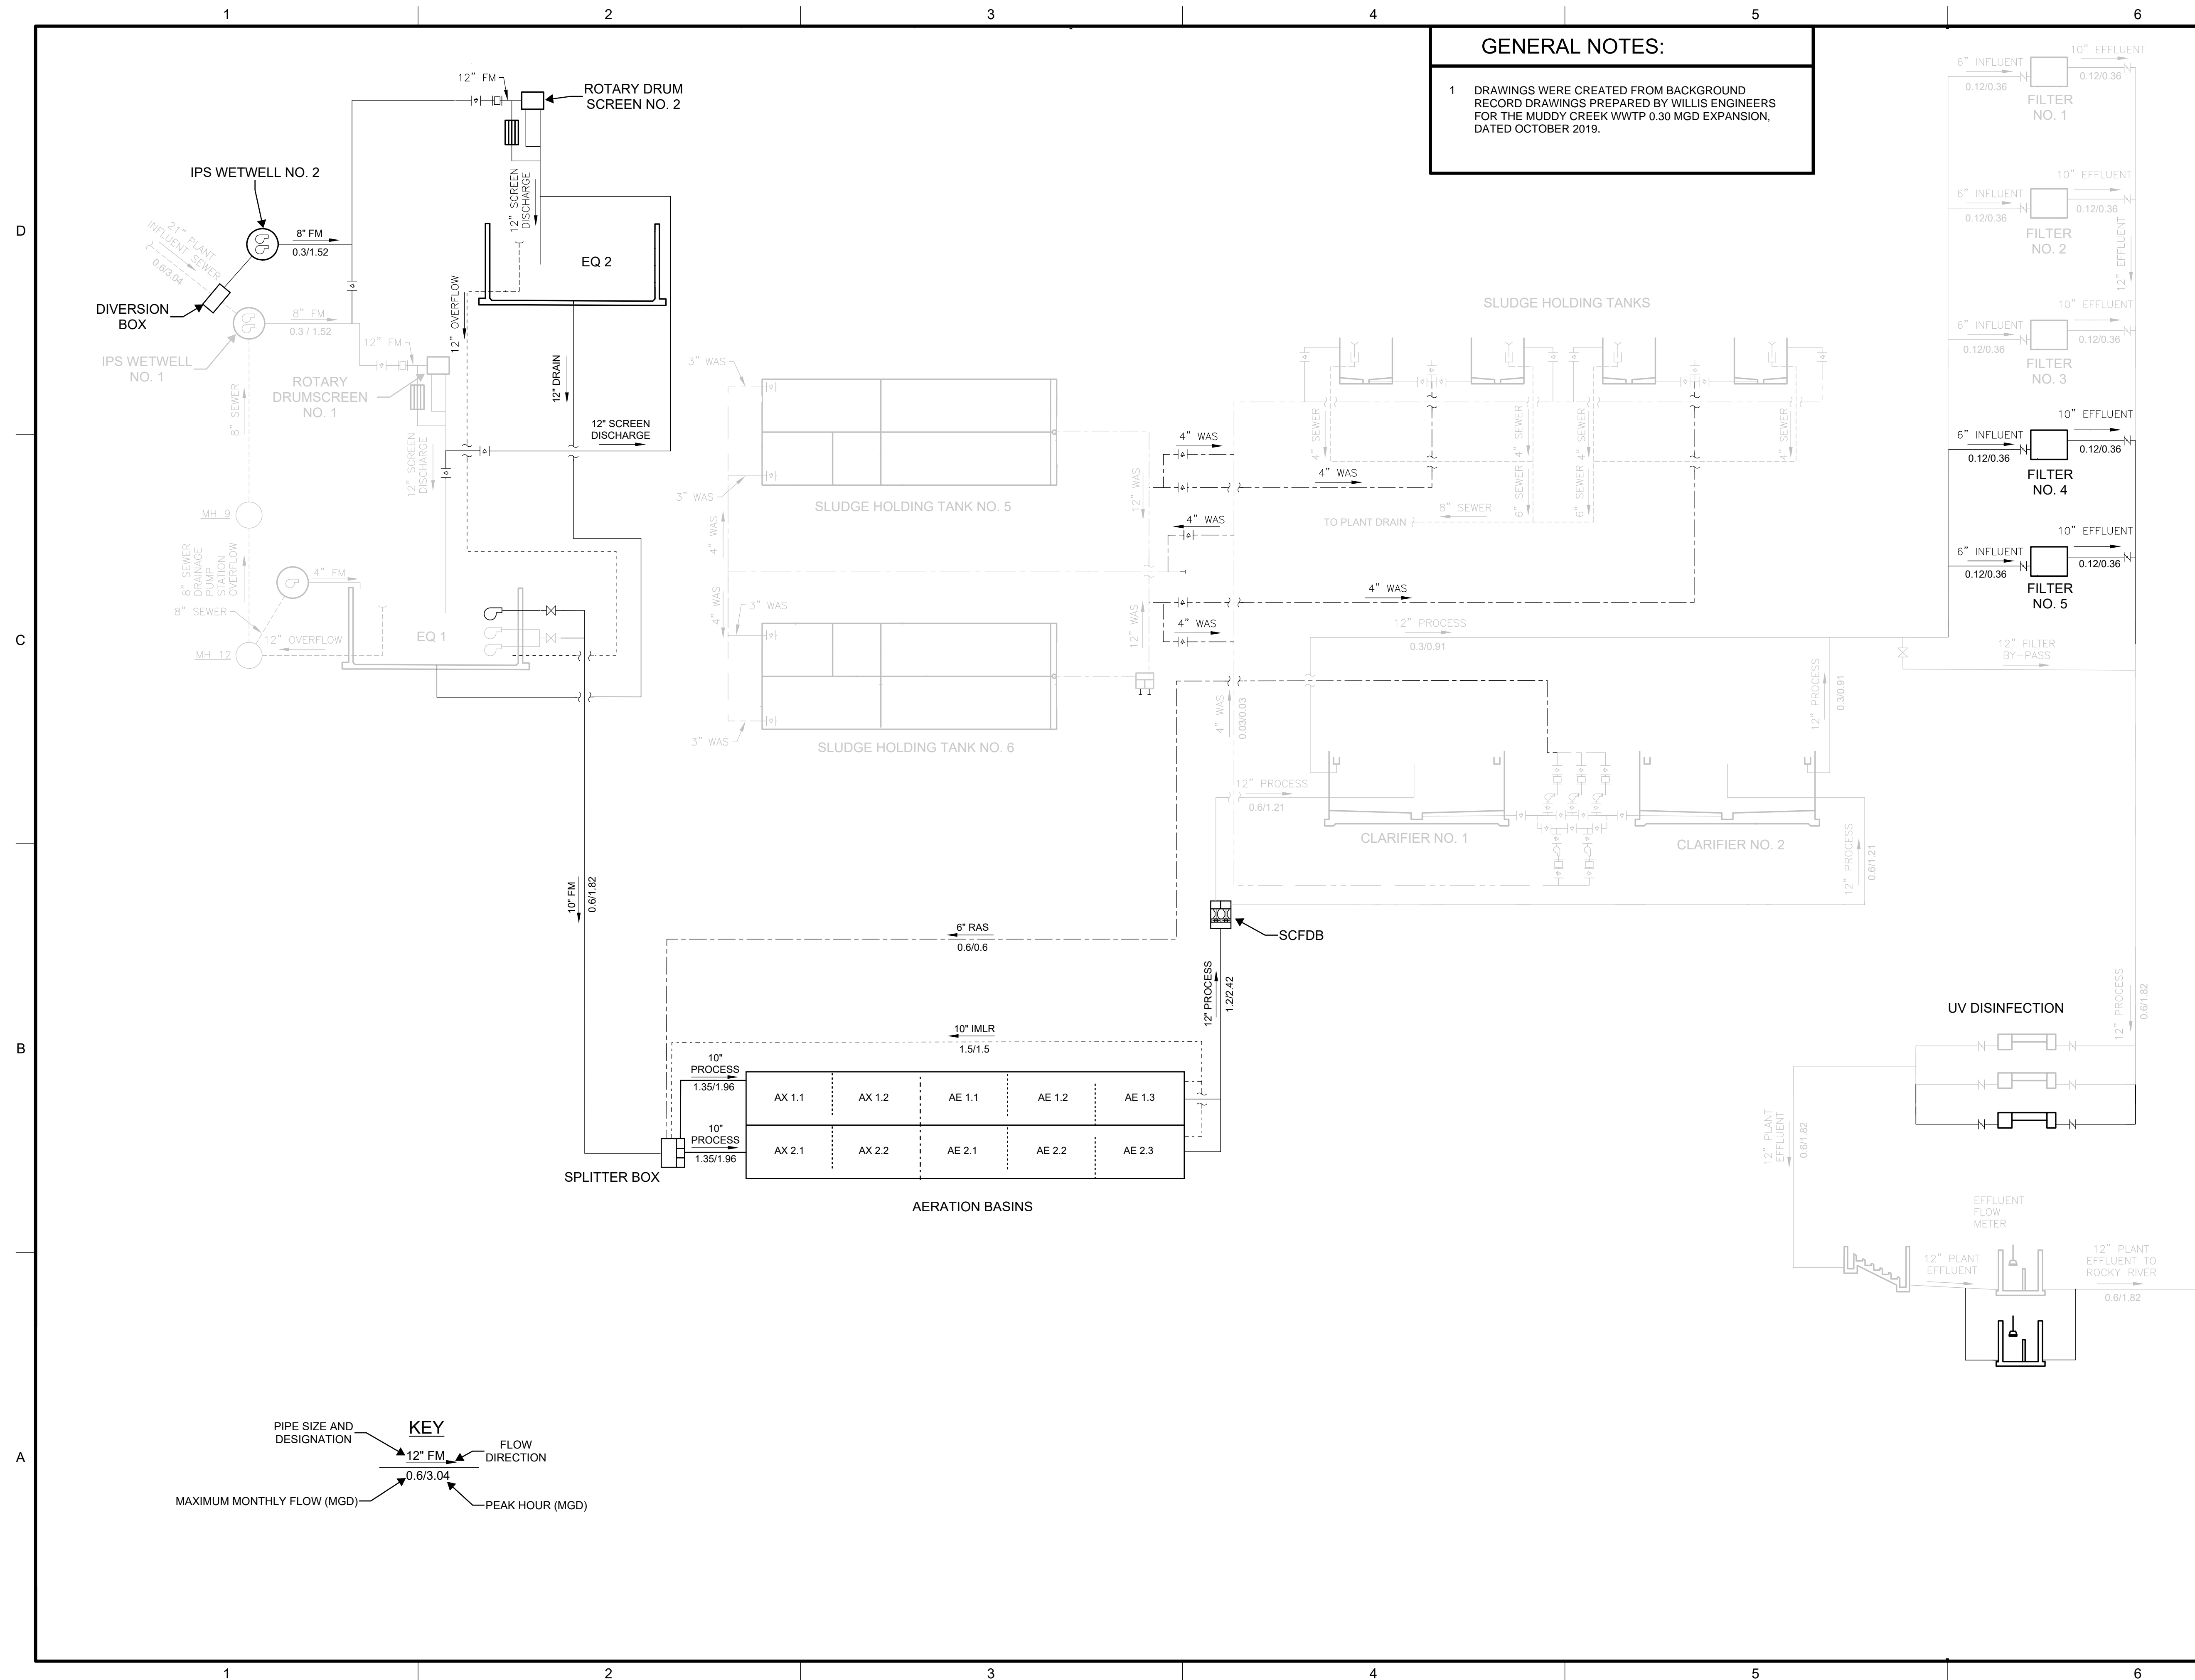 1
2
3
4
5
6
GENERAL NOTES:
1 DRAWINGS WERE CREATED FROM BACKGROUND
RECORD DRAWINGS PREPARED BY WILLIS ENGINEERS
FOR THE MUDDY CREEK WWTP 0.30 MGD EXPANSION,
DATED OCTOBER 2019.
D
C
B
A
12" FM
ROTARY DRUM
SCREEN NO. 2
IPS WETWELL NO. 2
21" PLANT
INFLUENT SEWER
0.6/3.04
8" FM
0.3/1.52
DIVERSION
BOX
8" FM
0.3 / 1.52
IPS WETWELL
NO. 1
12" FM
ROTARY
DRUMSCREEN
NO. 1
8" SEWER
12" SCREEN
DISCHARGE
12" SCREEN
DISCHARGE
EQ 2
12" OVERFLOW
12" DRAIN
12" SCREEN
DISCHARGE
MH 9
8" SEWER
DRAINAGE
PUMP
STATION
OVERFLOW
4" FM
8" SEWER
12" OVERFLOW
MH 12
EQ 1
3" WAS
3" WAS
4" WAS
SLUDGE HOLDING TANK NO. 5
4" WAS
3" WAS
3" WAS
SLUDGE HOLDING TANK NO. 6
12" WAS
12" WAS
4" WAS
4" WAS
4" WAS
4" WAS
4" WAS
SLUDGE HOLDING TANKS
4" SEWER
4" SEWER
4" SEWER
4" SEWER
6" SEWER
6" SEWER
8" SEWER
TO PLANT DRAIN
12" PROCESS
0.3/0.91
4" WAS
0.03/0.03
12" PROCESS
0.6/1.21
CLARIFIER NO. 1
CLARIFIER NO. 2
12" PROCESS
0.3/0.91
12" PROCESS
0.6/1.21
6" INFLUENT
0.12/0.36
10" EFFLUENT
0.12/0.36
FILTER
NO. 1
6" INFLUENT
0.12/0.36
10" EFFLUENT
0.12/0.36
FILTER
NO. 2
12" EFFLUENT
6" INFLUENT
0.12/0.36
10" EFFLUENT
0.12/0.36
FILTER
NO. 3
6" INFLUENT
0.12/0.36
10" EFFLUENT
0.12/0.36
FILTER
NO. 4
6" INFLUENT
0.12/0.36
10" EFFLUENT
0.12/0.36
FILTER
NO. 5
12" FILTER
BY-PASS
10" FM
0.6/1.82
6" RAS
0.6/0.6
SCFDB
12" PROCESS
1.2/2.42
10" IMLR
1.5/1.5
10"
PROCESS
1.35/1.96
10"
PROCESS
1.35/1.96
AX 1.1
AX 1.2
AE 1.1
AE 1.2
AE 1.3
AX 2.1
AX 2.2
AE 2.1
AE 2.2
AE 2.3
SPLITTER BOX
AERATION BASINS
12" PROCESS
0.6/1.82
UV DISINFECTION
12" PLANT
EFFLUENT
0.6/1.82
EFFLUENT
FLOW
METER
12" PLANT
EFFLUENT
12" PLANT
EFFLUENT TO
ROCKY RIVER
0.6/1.82
KEY
PIPE SIZE AND
DESIGNATION
12" FM
FLOW
DIRECTION
0.6/3.04
MAXIMUM MONTHLY FLOW (MGD)
PEAK HOUR (MGD)
1
2
3
4
5
6